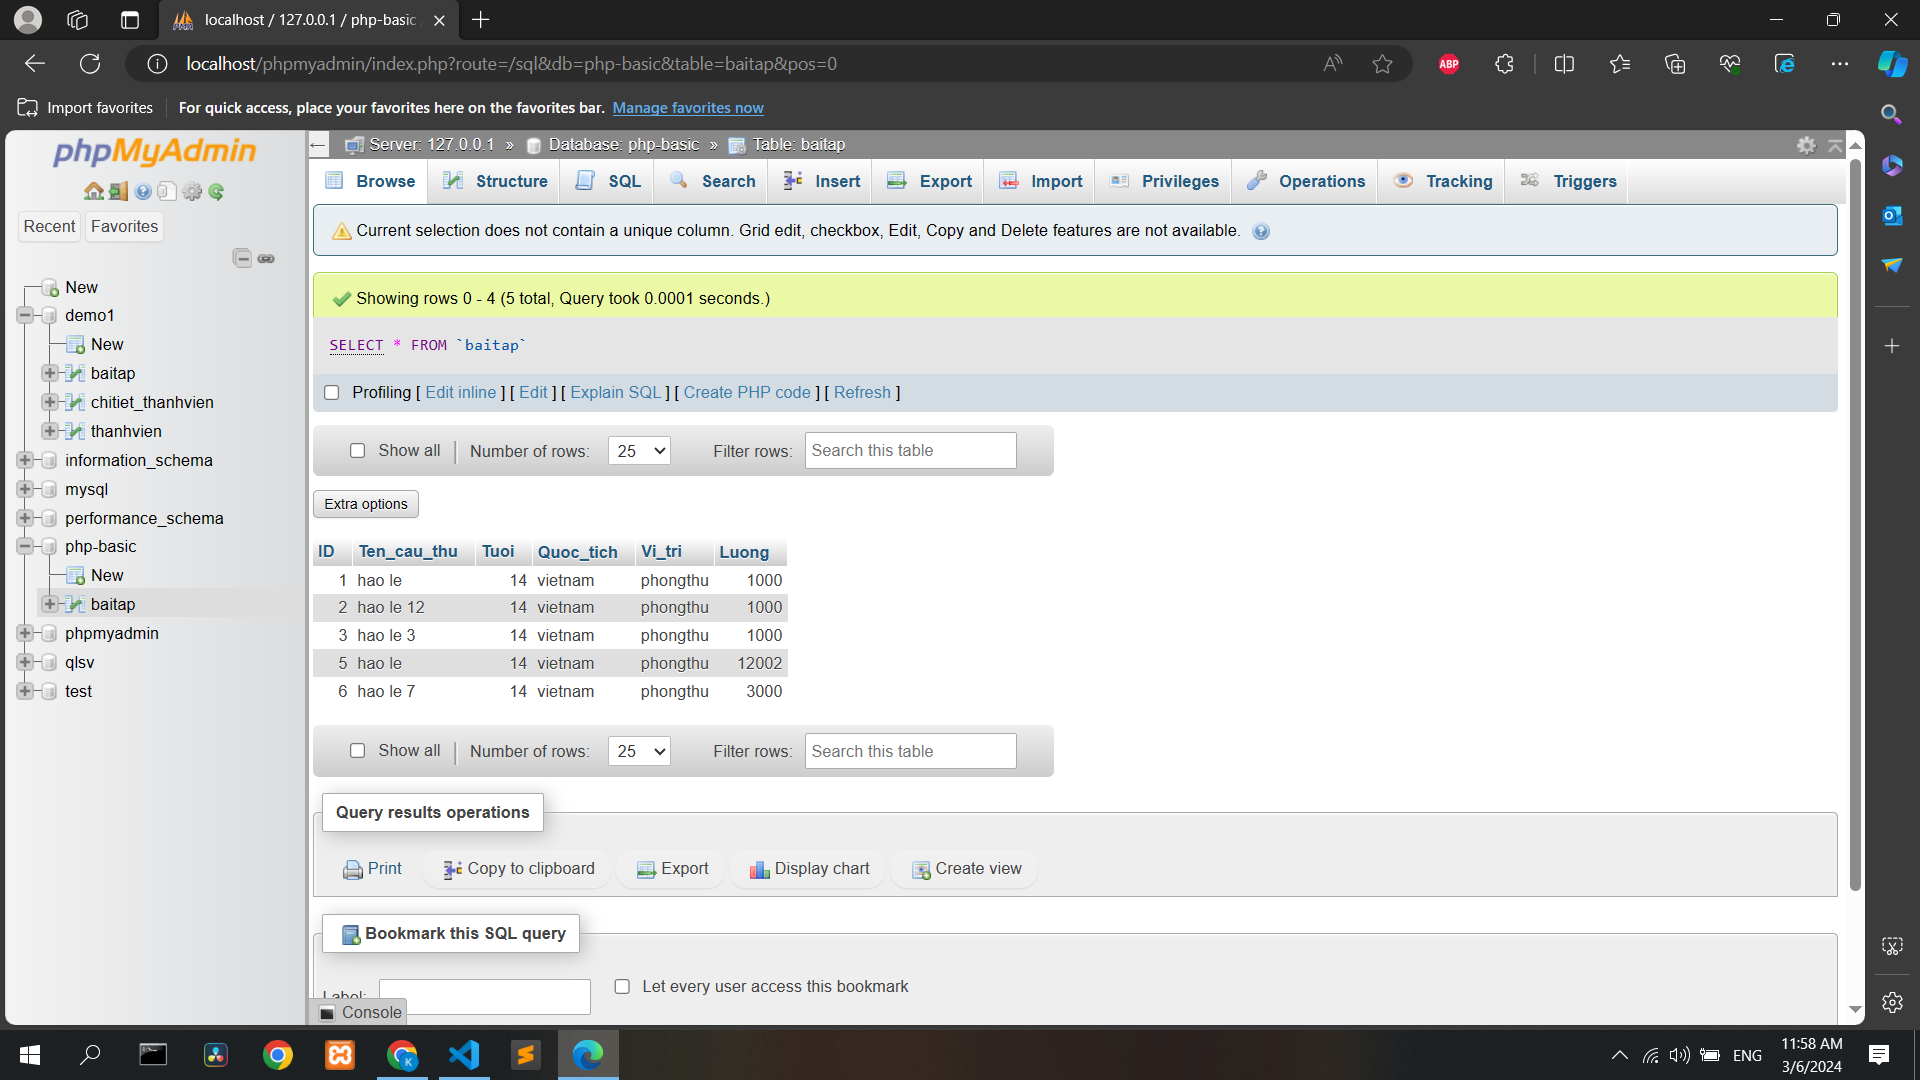 localhost / 127.0.0.1 / php-basic
localhost/phpmyadmin/index.php?route=/sql&db=php-basic&table=baitap&pos=0
ABP
Import favorites
For quick access, place your favorites here on the favorites bar. Manage favorites now
phpMyAdmin
Recent
Favorites
New
demo1
New
baitap
chitiet_thanhvien
thanhvien
information_schema
mysql
performance_schema
php-basic
New
baitap
phpmyadmin
qlsv
test
Server: 127.0.0.1 » Database: php-basic » Table: baitap
Browse Structure SQL Search Insert Export Import Privileges Operations Tracking Triggers
Current selection does not contain a unique column. Grid edit, checkbox, Edit, Copy and Delete features are not available.
Showing rows 0 - 4 (5 total, Query took 0.0001 seconds.)
SELECT * FROM `baitap`
Profiling [ Edit inline ] [ Edit ] [ Explain SQL ] [ Create PHP code ] [ Refresh ]
Show all Number of rows: 25 Filter rows: Search this table
Extra options
ID Ten_cau_thu Tuoi Quoc_tich Vi_tri Luong
1 hao le 14 vietnam phongthu 1000
2 hao le 12 14 vietnam phongthu 1000
3 hao le 3 14 vietnam phongthu 1000
5 hao le 14 vietnam phongthu 12002
6 hao le 7 14 vietnam phongthu 3000
Show all Number of rows: 25 Filter rows: Search this table
Query results operations
Print Copy to clipboard Export Display chart Create view
Bookmark this SQL query
Label: Let every user access this bookmark
Console
ENG
11:58 AM
3/6/2024